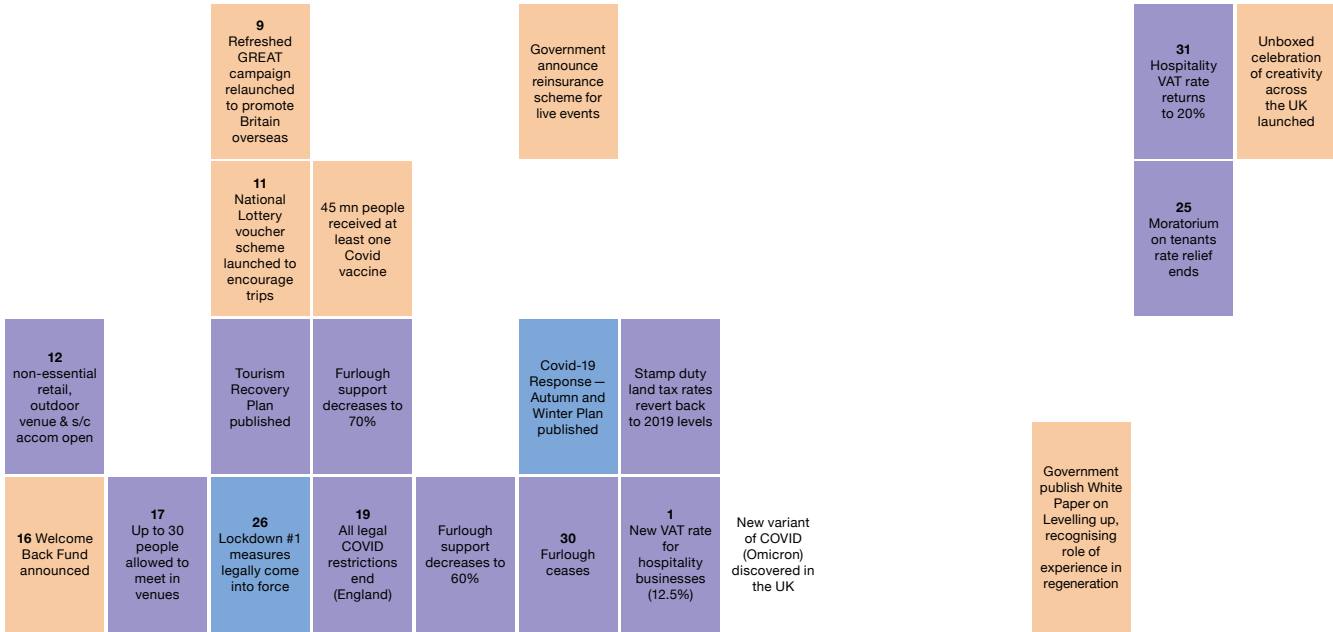 9
Refreshed
GREAT
campaign
relaunched
to promote
Britain
overseas
Government
announce
reinsurance
scheme for
live events
31
Hospitality
VAT rate
returns
to 20%
Unboxed
celebration
of creativity
across
the UK
launched
11
National
Lottery
voucher
scheme
launched to
encourage
trips
45 mn people
received at
least one
Covid
vaccine
25
Moratorium
on tenants
rate relief
ends
12
non-essential
retail,
outdoor
venue & s/c
accom open
Tourism
Recovery
Plan
published
Furlough
support
decreases to
70%
Covid-19
Response —
Autumn and
Winter Plan
published
Stamp duty
land tax rates
revert back
to 2019 levels
16 Welcome
Back Fund
announced
17
Up to 30
people
allowed to
meet in
venues
26
Lockdown #1
measures
legally come
into force
19
All legal
COVID
restrictions
end
(England)
Furlough
support
decreases to
60%
30
Furlough
ceases
1
New VAT rate
for
hospitality
businesses
(12.5%)
New variant
of COVID
(Omicron)
discovered in
the UK
Government
publish White
Paper on
Levelling up,
recognising
role of
experience in
regeneration